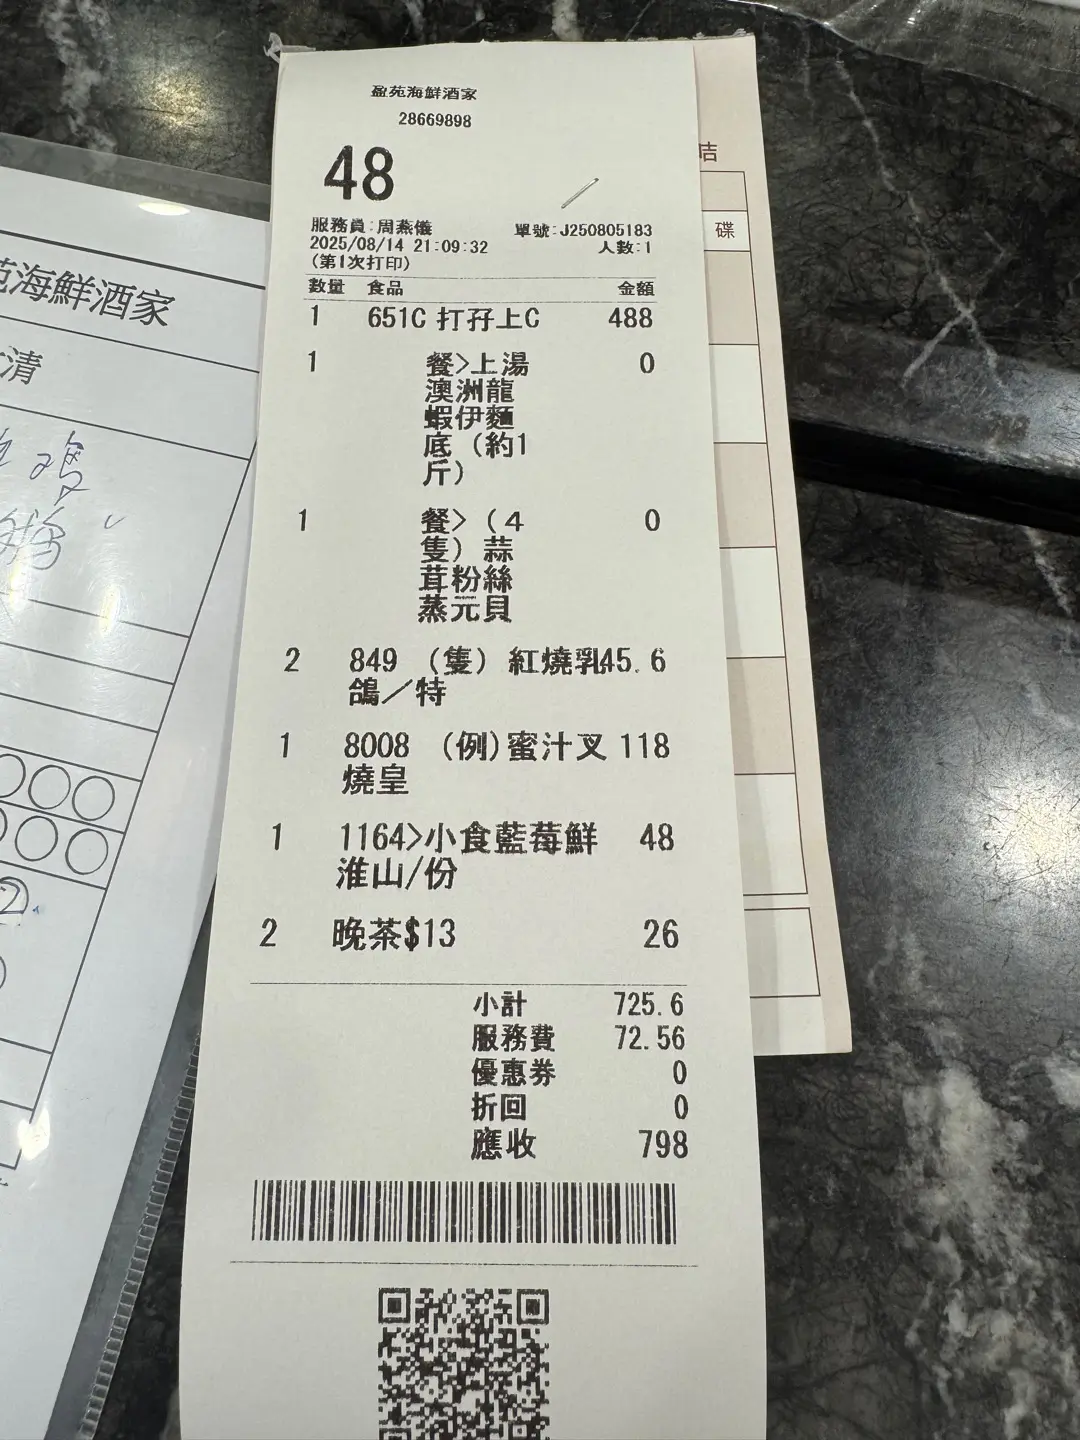 盈苑海鮮酒家
28669898
48
服務員:周燕儀 單號:J250805183
2025/08/14 21:09:32 人數:1
(第1次打印)
數量 食品 金額
1 651C 打孖上C 488
1 餐>上湯 0
澳洲龍
蝦伊麵
底（約1
斤）
1 餐>（4 0
隻）蒜
茸粉絲
蒸元貝
2 849 （隻）紅燒乳45.6
鴿／特
1 8008 （例)蜜汁叉 118
燒皇
1 1164>小食藍莓鮮 48
淮山/份
2 晚茶$13 26
小計 725.6
服務費 72.56
優惠券 0
折回 0
應收 798
海鮮酒家
清
2
碟